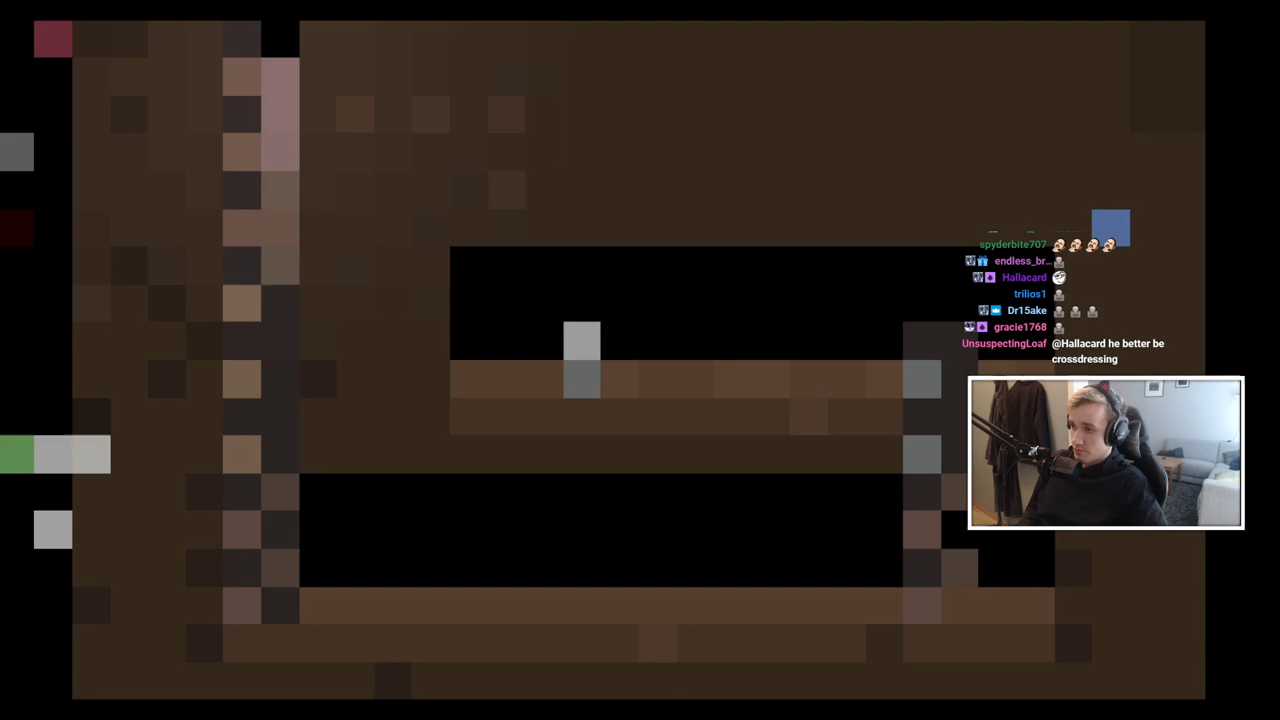 spyderbite707
endless_br...
Hallacard
trilios1
Dr15ake
gracie1768
UnsuspectingLoaf @Hallacard he better be
crossdressing